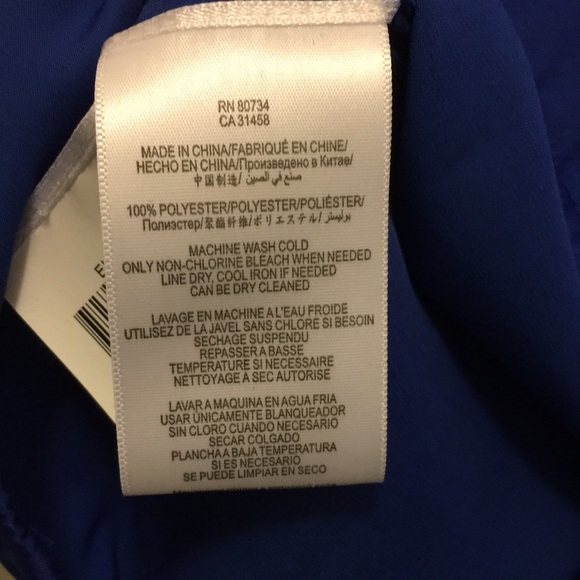 RN 80734
CA 31458
MADE IN CHINA/FABRIQUÉ EN CHINE/
HECHO EN CHINA/Произведено в Китае/
中国制造/ صنع في الصين/
100% POLYESTER/POLYESTER/POLIÉSTER/
Полиэстер/聚酯纤维/ポリエステル/ بوليستر/
MACHINE WASH COLD
ONLY NON-CHLORINE BLEACH WHEN NEEDED
LINE DRY, COOL IRON IF NEEDED
CAN BE DRY CLEANED
LAVAGE EN MACHINE A L'EAU FROIDE
UTILISEZ DE LA JAVEL SANS CHLORE SI BESOIN
SECHAGE SUSPENDU
REPASSER A BASSE
TEMPERATURE SI NECESSAIRE
NETTOYAGE A SEC AUTORISE
LAVAR A MAQUINA EN AGUA FRIA
USAR ÚNICAMENTE BLANQUEADOR
SIN CLORO CUANDO NECESARIO
SECAR COLGADO
PLANCHA A BAJA TEMPERATURA
SI ES NECESARIO
SE PUEDE LIMPIAR EN SECO